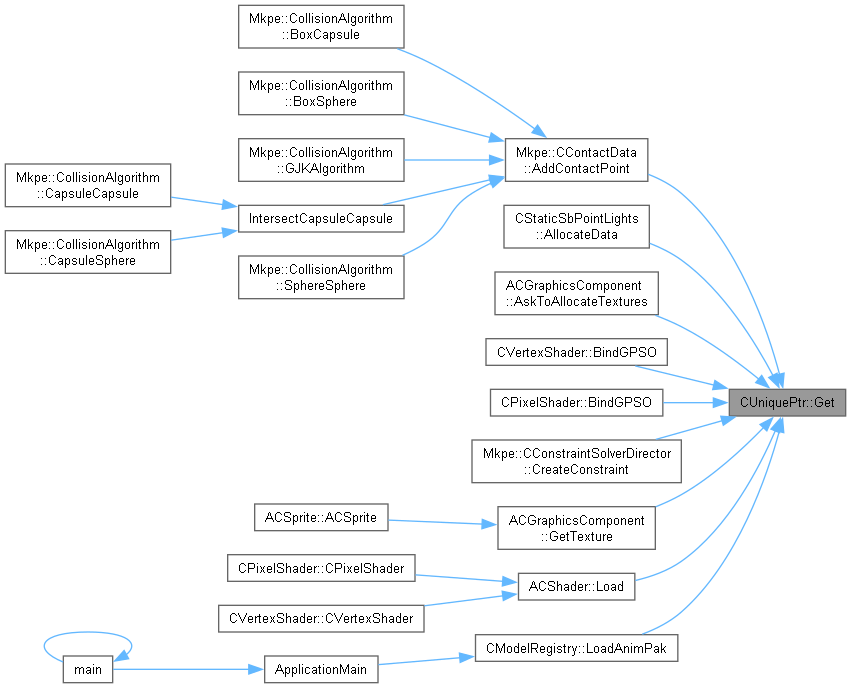 Mkpe::CollisionAlgorithm
::BoxCapsule
Mkpe::CollisionAlgorithm
::BoxSphere
Mkpe::CollisionAlgorithm
::GJKAlgorithm
Mkpe::CContactData
::AddContactPoint
Mkpe::CollisionAlgorithm
::CapsuleCapsule
IntersectCapsuleCapsule
CStaticSbPointLights
::AllocateData
Mkpe::CollisionAlgorithm
::CapsuleSphere
Mkpe::CollisionAlgorithm
::SphereSphere
ACGraphicsComponent
::AskToAllocateTextures
CVertexShader::BindGPSO
CPixelShader::BindGPSO
CUniquePtr::Get
Mkpe::CConstraintSolverDirector
::CreateConstraint
ACSprite::ACSprite
ACGraphicsComponent
::GetTexture
CPixelShader::CPixelShader
ACShader::Load
CVertexShader::CVertexShader
CModelRegistry::LoadAnimPak
main
ApplicationMain